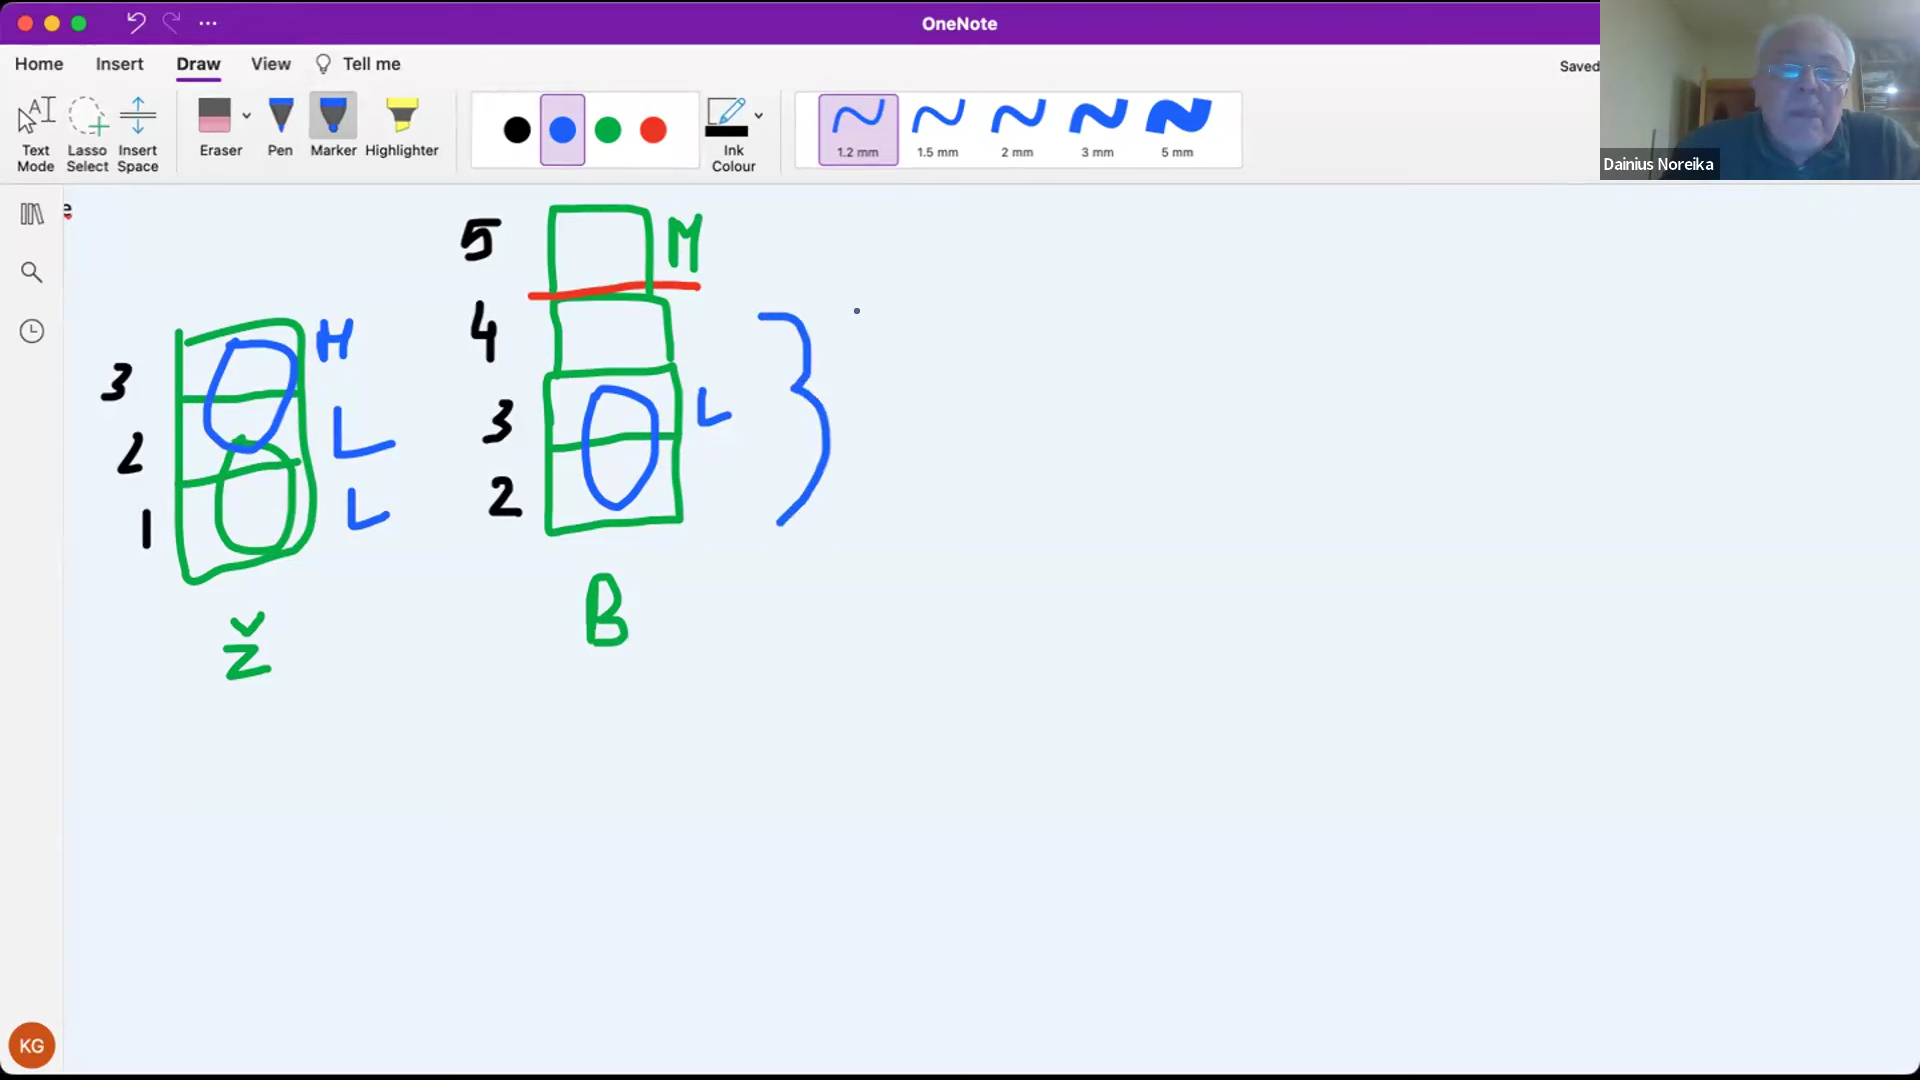 OneNote
Home Insert Draw View Tell me
Saved
Text Mode
Lasso Select
Insert Space
Eraser
Pen
Marker
Highlighter
Ink Colour
1.2 mm
1.5 mm
2 mm
3 mm
5 mm
Dainius Noreika
e
5 M
4
3 H
2 L
1 L
3 L
2
Ž
B
KG